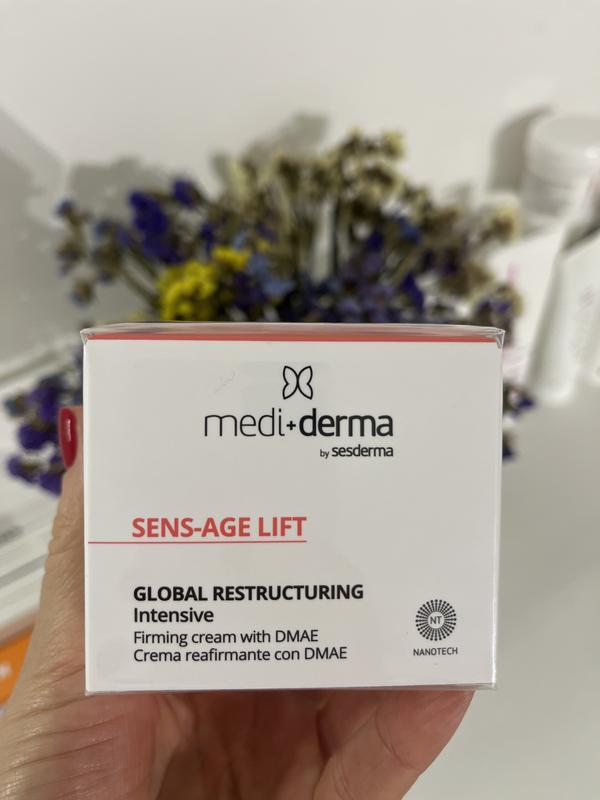 medi+derma
by sesderma
SENS-AGE LIFT
GLOBAL RESTRUCTURING
Intensive
Firming cream with DMAE
Crema reafirmante con DMAE
NT
NANOTECH